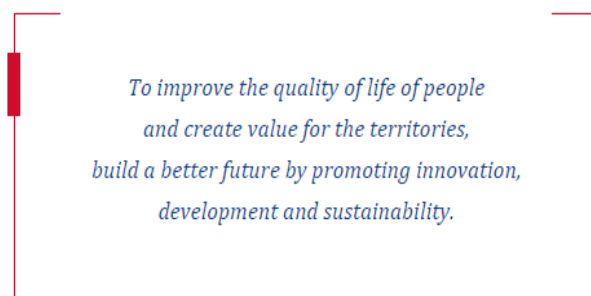 To improve the quality of life of people
and create value for the territories,
build a better future by promoting innovation,
development and sustainability.